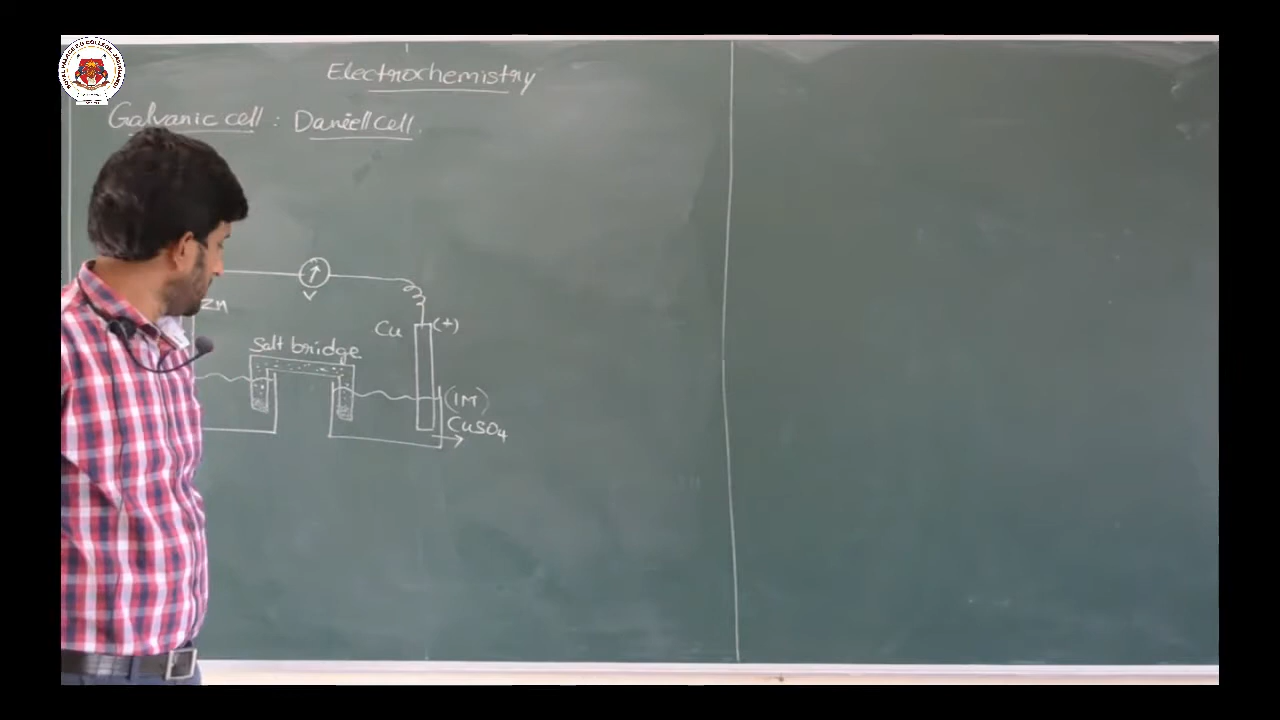 Electrochemistry
Galvanic cell : Daniell Cell.
V
Zn
Cu (+)
Salt bridge
(1M)
CuSO4